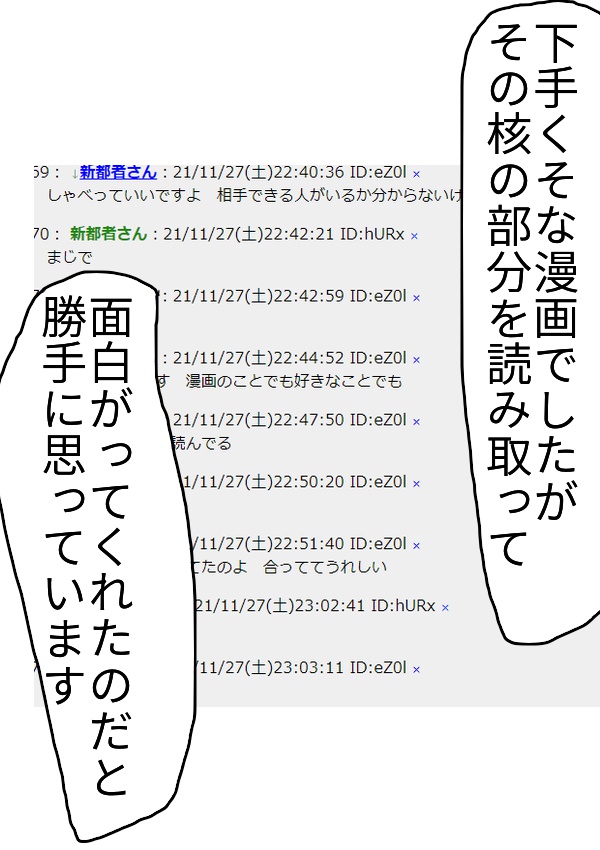 下手くそな漫画でしたが
その核の部分を読み取って
59： ↓新都者さん：21/11/27(土)22:40:36 ID:eZ0l ×
しゃべっていいですよ　相手できる人がいるか分からないけ
70： 新都者さん：21/11/27(土)22:42:21 ID:hURx ×
まじで
：21/11/27(土)22:42:59 ID:eZ0l ×
：21/11/27(土)22:44:52 ID:eZ0l ×
す　漫画のことでも好きなことでも
21/11/27(土)22:47:50 ID:eZ0l ×
読んでる
1/11/27(土)22:50:20 ID:eZ0l ×
/11/27(土)22:51:40 ID:eZ0l ×
てたのよ　合っててうれしい
21/11/27(土)23:02:41 ID:hURx ×
/11/27(土)23:03:11 ID:eZ0l ×
面白がってくれたのだと
勝手に思っています